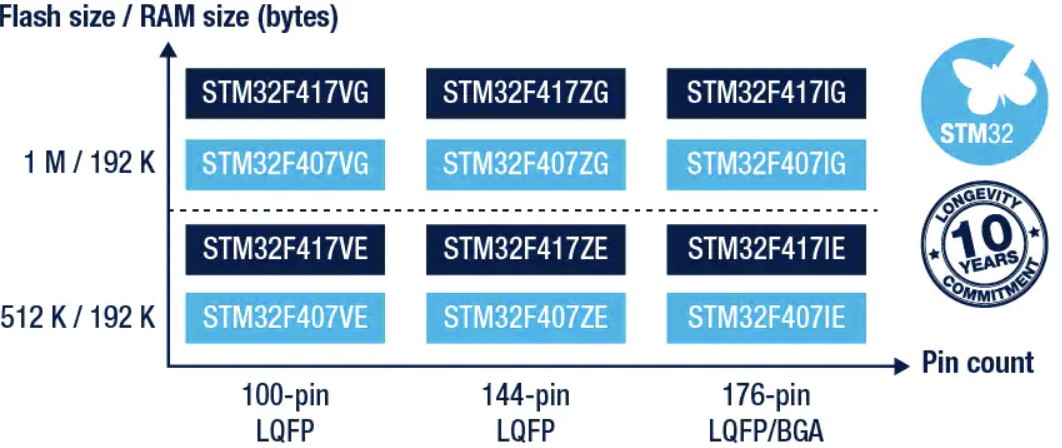 Flash size / RAM size (bytes)
STM32F417VG STM32F417ZG STM32F417IG
1 M / 192 K STM32F407VG STM32F407ZG STM32F407IG
STM32F417VE STM32F417ZE STM32F417IE
512 K / 192 K STM32F407VE STM32F407ZE STM32F407IE
Pin count
100-pin 144-pin 176-pin
LQFP LQFP LQFP/BGA
STM32
LONGEVITY
10
YEARS
COMMITMENT